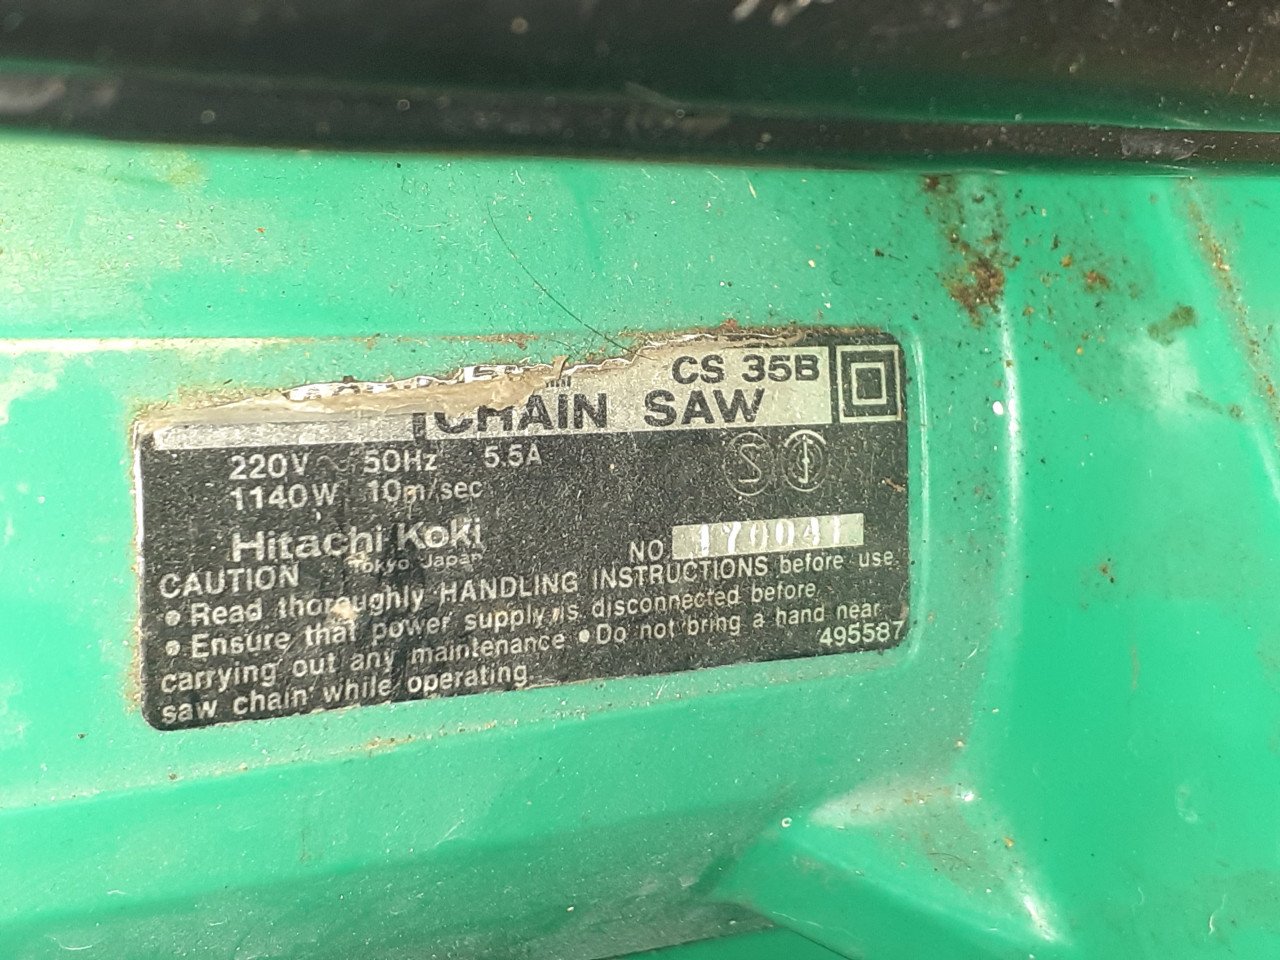 CS 35B
CHAIN SAW
220V ~ 50Hz 5.5A
1140W 10m/sec
Hitachi Koki
Tokyo Japan
NO. 170041
CAUTION
• Read thoroughly HANDLING INSTRUCTIONS before use.
• Ensure that power supply is disconnected before
carrying out any maintenance • Do not bring a hand near
saw chain while operating.
495587